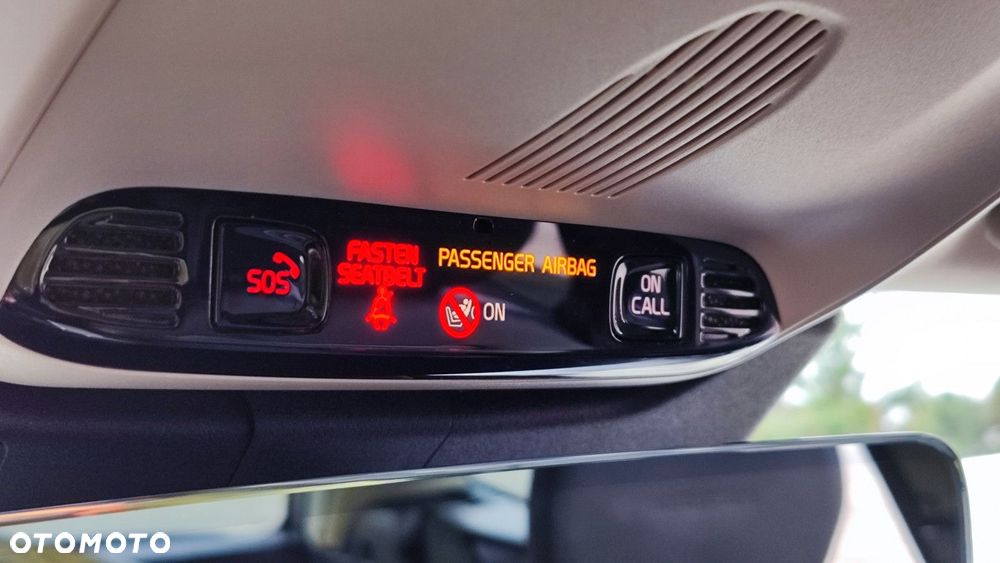 SOS
FASTEN
SEATBELT
PASSENGER AIRBAG
ON
ON
CALL
OTOMOTO